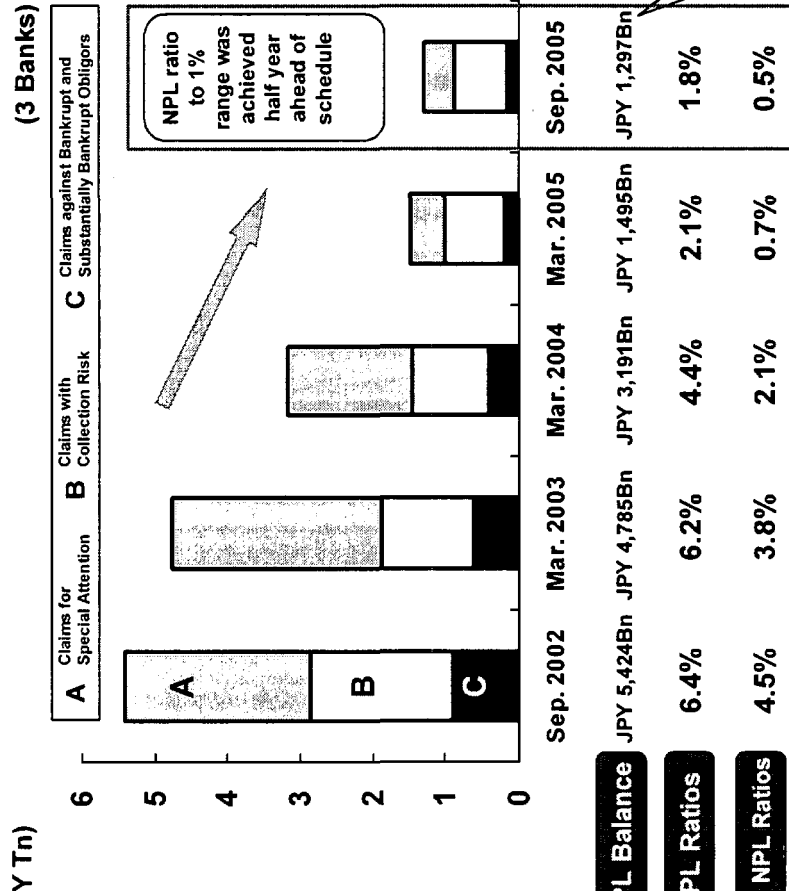 (3 Banks)
Y Tn)
A Claims for
Special Attention
B Claims with
Collection Risk
C Claims against Bankrupt and
Substantially Bankrupt Obligors
NPL ratio
to 1%
range was
achieved
half year
ahead of
schedule
6
5
4
3
2
1
0
A
B
C
Sep. 2002 Mar. 2003 Mar. 2004 Mar. 2005 Sep. 2005
PL Balance JPY 5,424Bn JPY 4,785Bn JPY 3,191Bn JPY 1,495Bn JPY 1,297Bn
PL Ratios 6.4% 6.2% 4.4% 2.1% 1.8%
NPL Ratios 4.5% 3.8% 2.1% 0.7% 0.5%